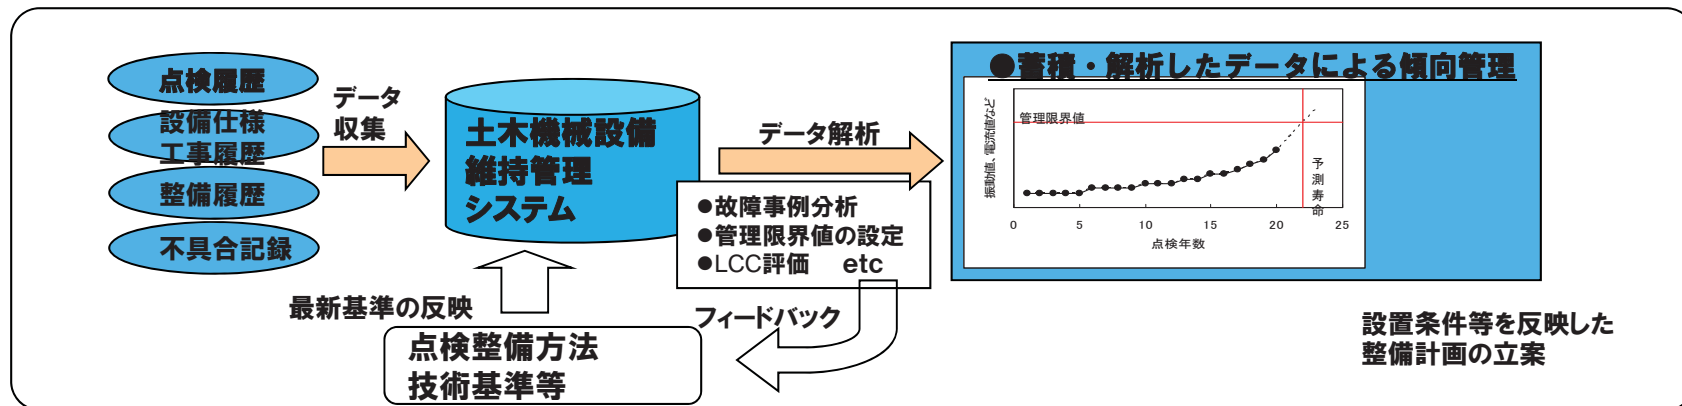 点検履歴
設備仕様
工事履歴
整備履歴
不具合記録
データ
収集
土木機械設備
維持管理
システム
データ解析
●故障事例分析
●管理限界値の設定
●LCC評価 etc
●蓄積・解析したデータによる傾向管理
振動値、電流値など
管理限界値
予測寿命
0 5 10 15 20 25
点検年数
最新基準の反映
フィードバック
点検整備方法
技術基準等
設置条件等を反映した
整備計画の立案